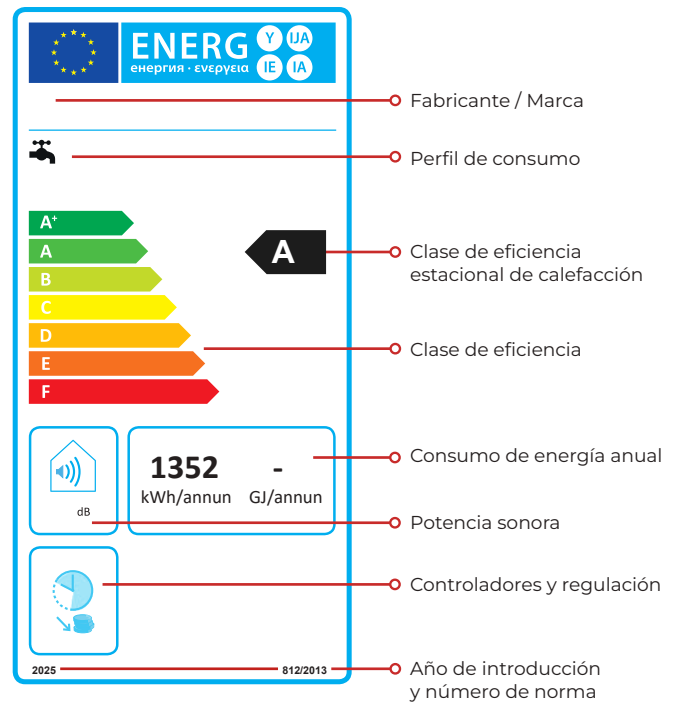 ENERG
Y IJA
IE IA
енергия · ενεργεια
Fabricante / Marca
Perfil de consumo
A+
A
B
C
D
E
F
A
Clase de eficiencia
estacional de calefacción
Clase de eficiencia
dB
1352 -
kWh/annun GJ/annun
Consumo de energía anual
Potencia sonora
Controladores y regulación
2025 812/2013
Año de introducción
y número de norma